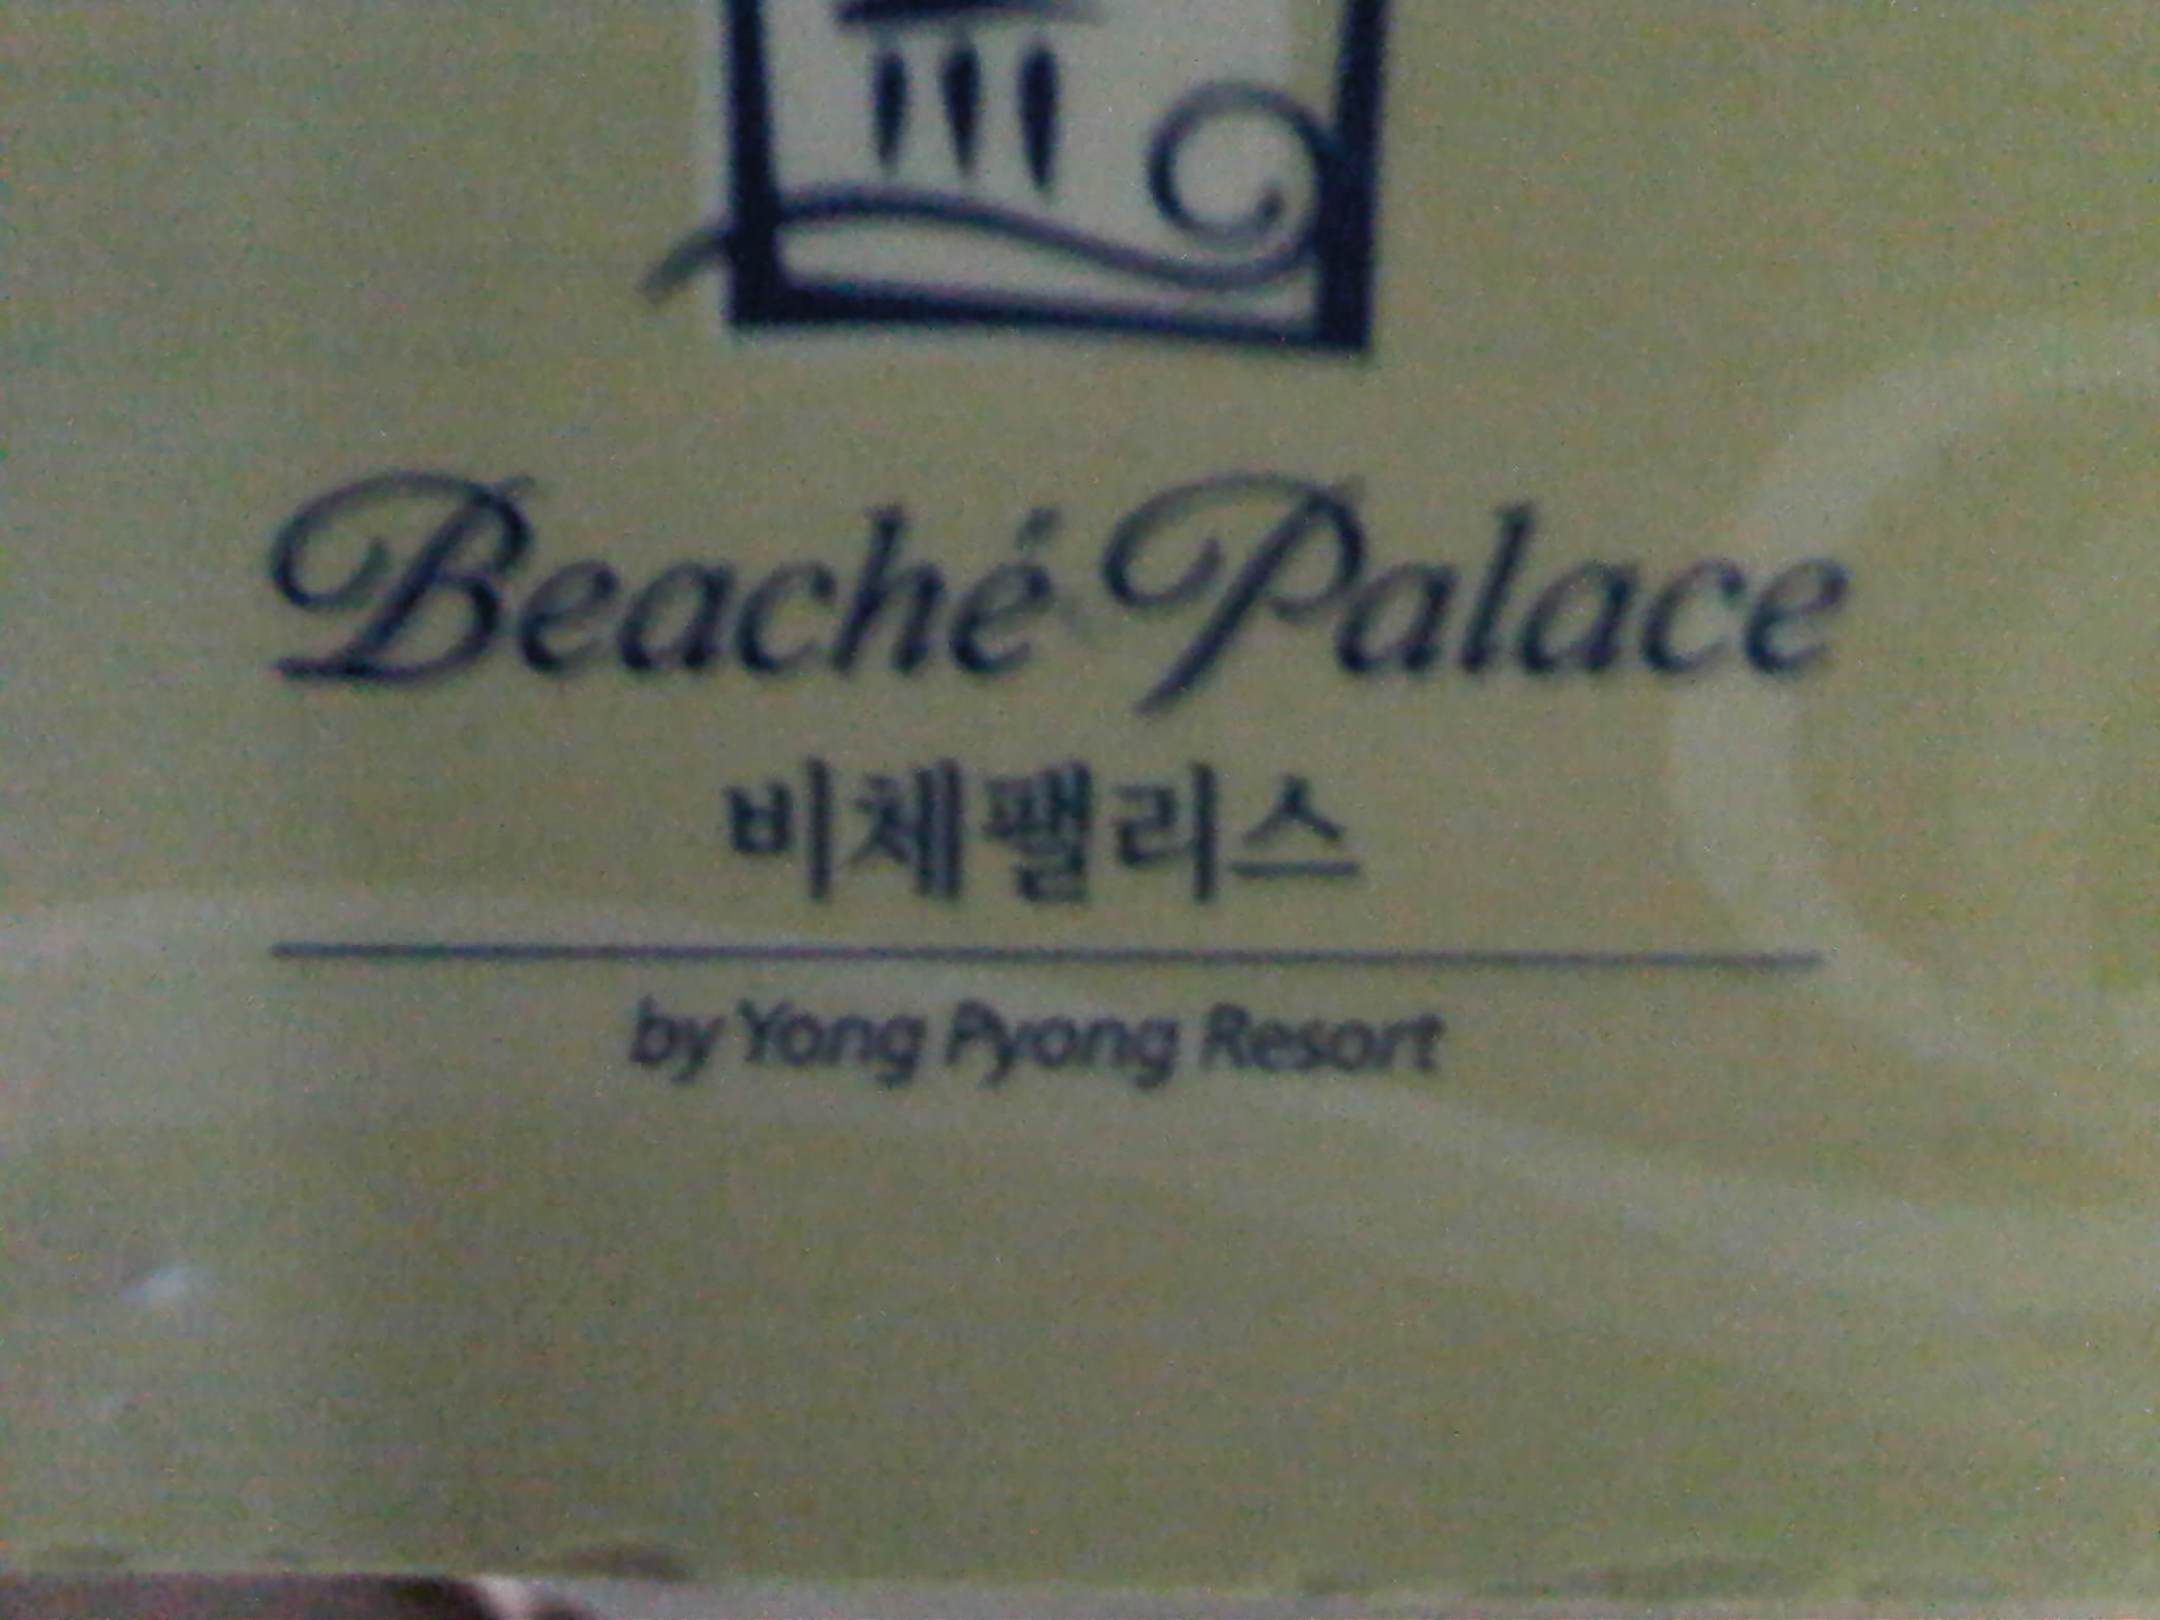 Beaché Palace
비체팰리스
by Yong Pyong Resort